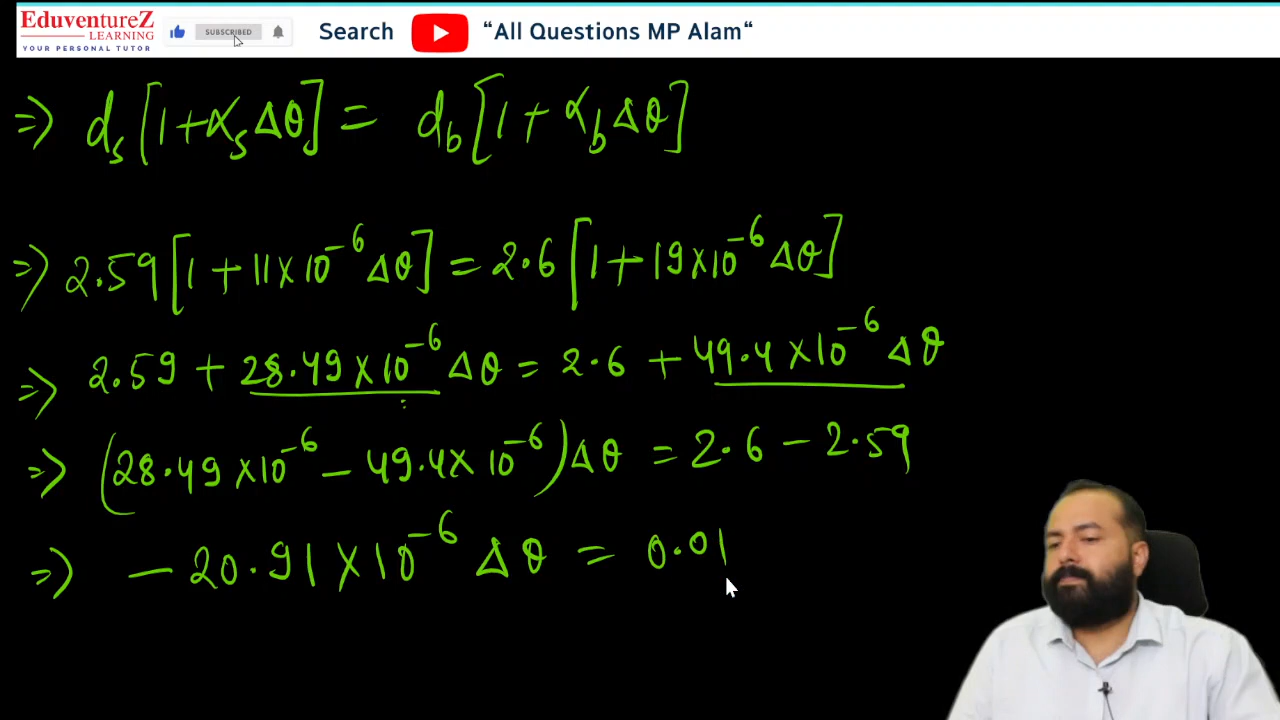 EduventureZ
LEARNING
YOUR PERSONAL TUTOR
SUBSCRIBED
Search "All Questions MP Alam"
⇒ dₛ[1+αₛΔθ] = d_b[1+α_bΔθ]
⇒ 2.59[1+11×10⁻⁶Δθ] = 2.6[1+19×10⁻⁶Δθ]
⇒ 2.59+28.49×10⁻⁶Δθ = 2.6+49.4×10⁻⁶Δθ
⇒ (28.49×10⁻⁶-49.4×10⁻⁶)Δθ = 2.6-2.59
⇒ -20.91×10⁻⁶Δθ = 0.01